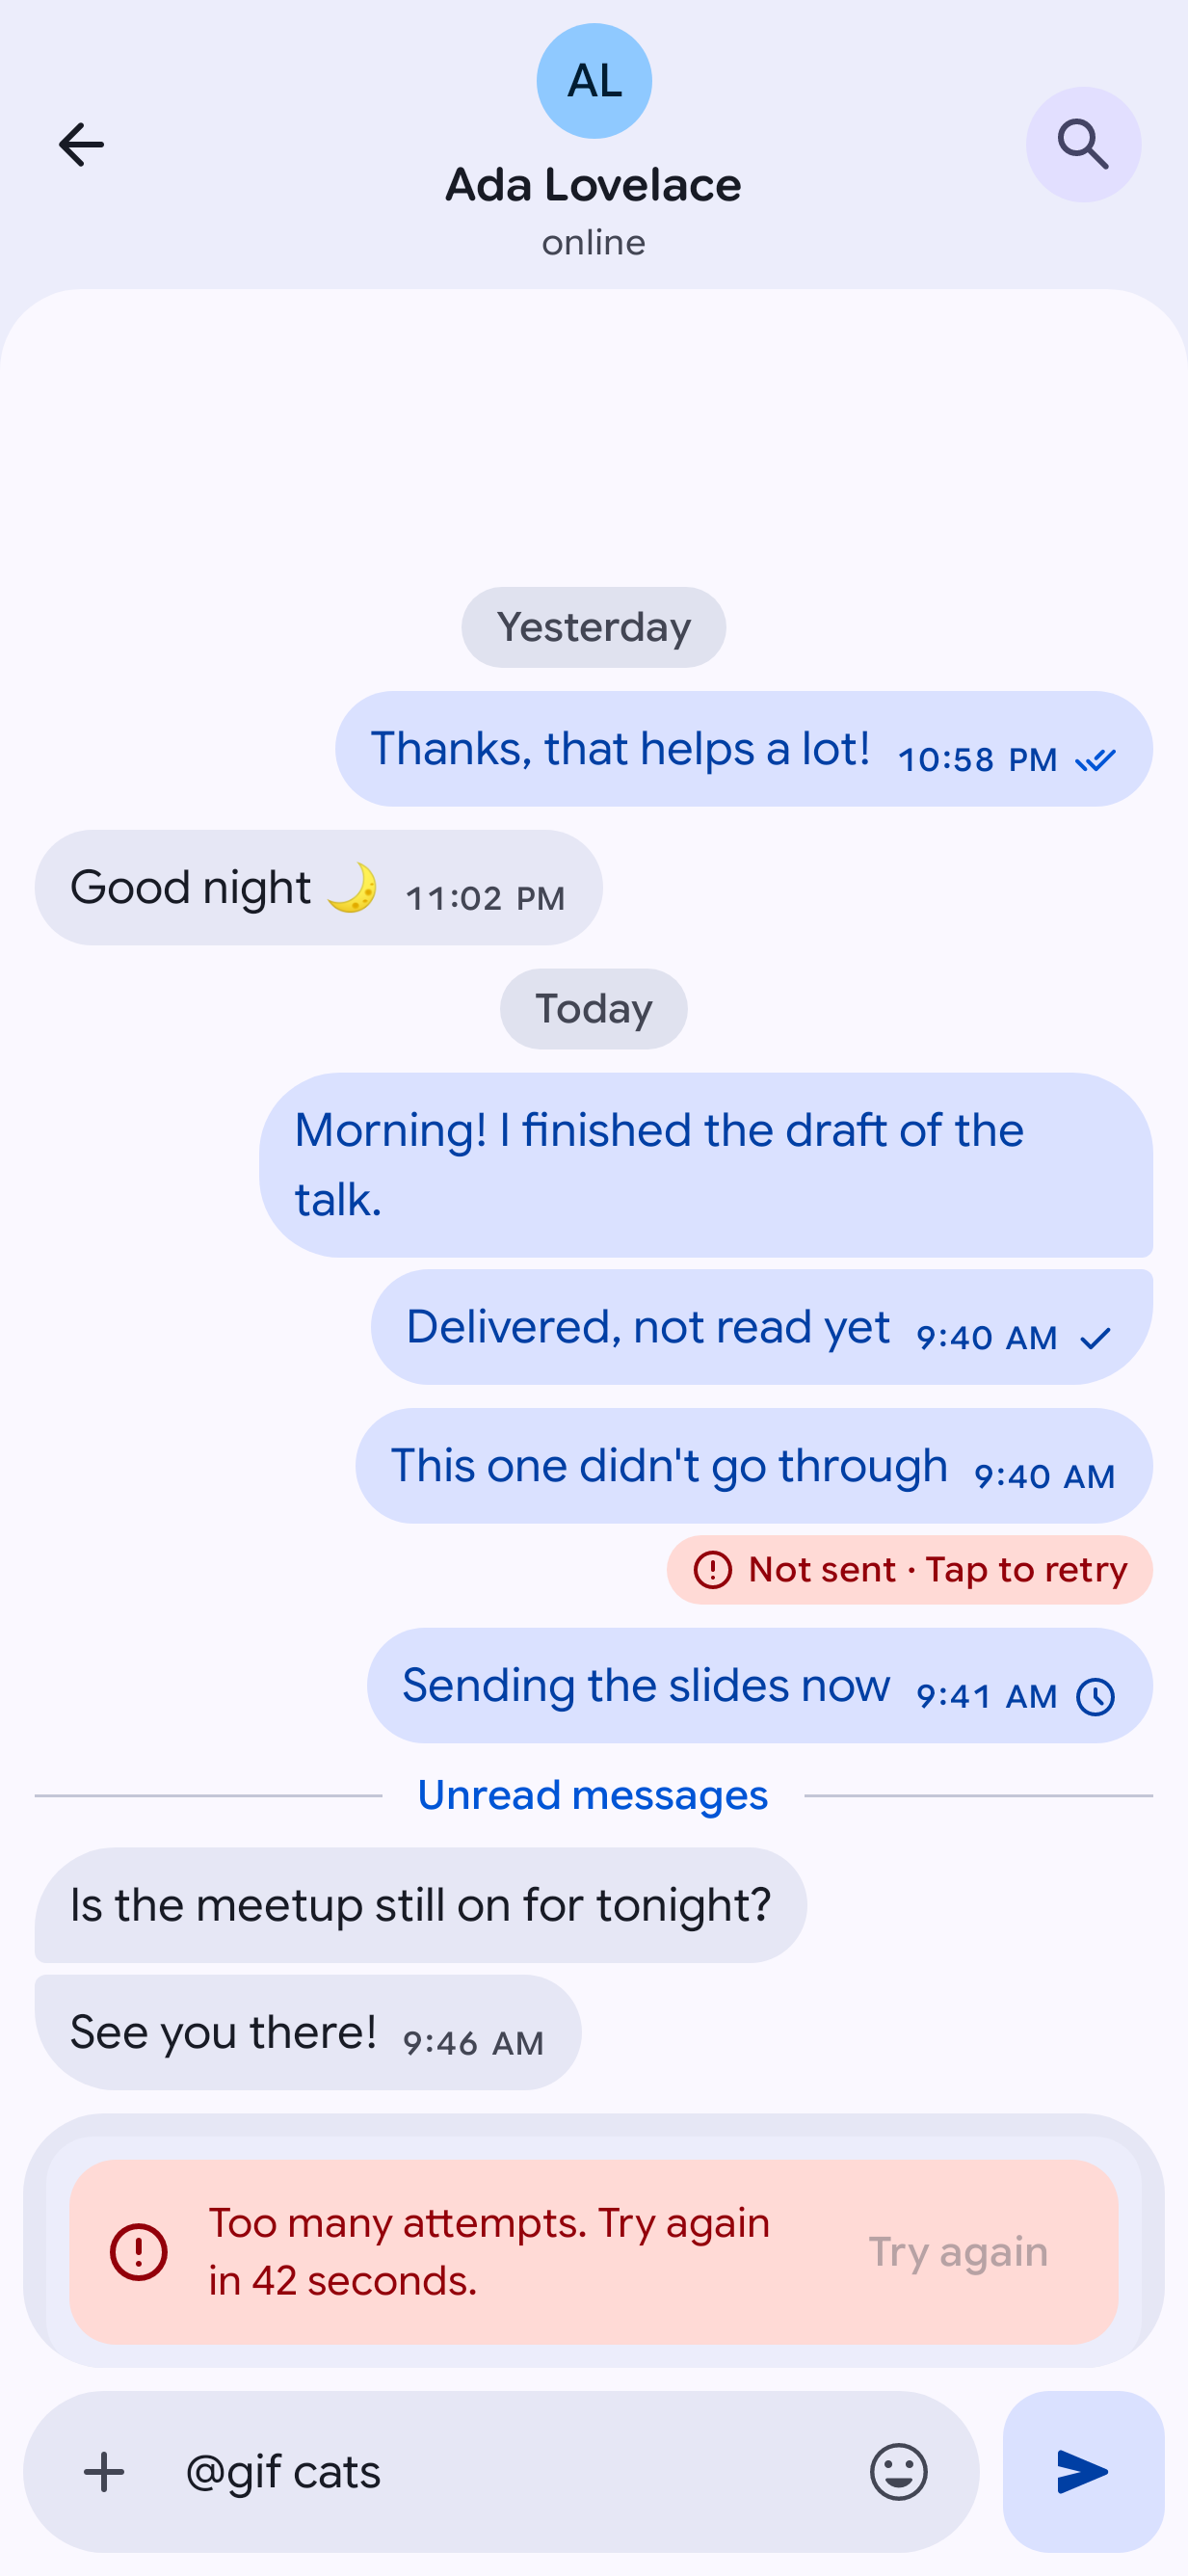 AL
Ada Lovelace
online
Yesterday
Thanks, that helps a lot! 10:58 PM
Good night 🌙 11:02 PM
Today
Morning! I finished the draft of the
talk.
Delivered, not read yet 9:40 AM
This one didn't go through 9:40 AM
Not sent · Tap to retry
Sending the slides now 9:41 AM
Unread messages
Is the meetup still on for tonight?
See you there! 9:46 AM
Too many attempts. Try again
in 42 seconds.
Try again
@gif cats